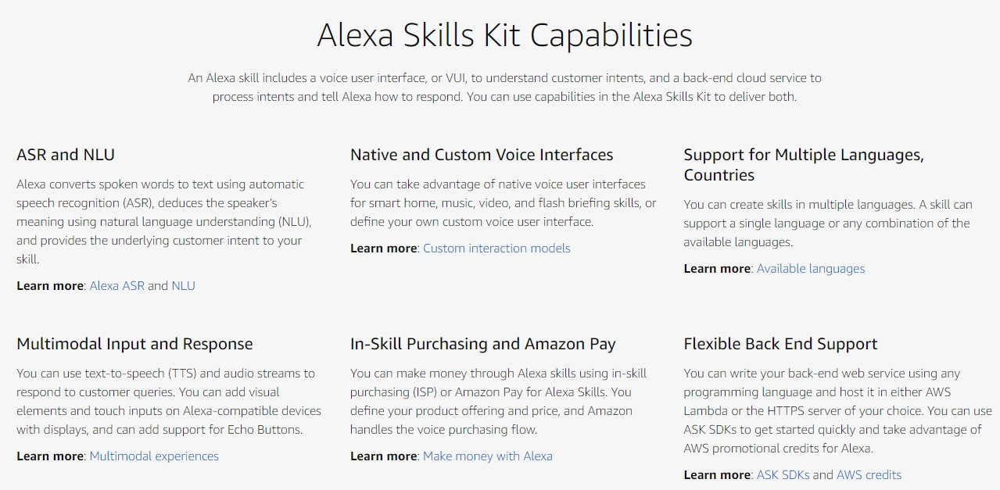 Alexa Skills Kit Capabilities
An Alexa skill includes a voice user interface, or VUI, to understand customer intents, and a back-end cloud service to
process intents and tell Alexa how to respond. You can use capabilities in the Alexa Skills Kit to deliver both.
ASR and NLU
Alexa converts spoken words to text using automatic
speech recognition (ASR), deduces the speaker's
meaning using natural language understanding (NLU),
and provides the underlying customer intent to your
skill.
Learn more: Alexa ASR and NLU
Native and Custom Voice Interfaces
You can take advantage of native voice user interfaces
for smart home, music, video, and flash briefing skills, or
define your own custom voice user interface.
Learn more: Custom interaction models
Support for Multiple Languages,
Countries
You can create skills in multiple languages. A skill can
support a single language or any combination of the
available languages.
Learn more: Available languages
Multimodal Input and Response
You can use text-to-speech (TTS) and audio streams to
respond to customer queries. You can add visual
elements and touch inputs on Alexa-compatible devices
with displays, and can add support for Echo Buttons.
Learn more: Multimodal experiences
In-Skill Purchasing and Amazon Pay
You can make money through Alexa skills using in-skill
purchasing (ISP) or Amazon Pay for Alexa Skills. You
define your product offering and price, and Amazon
handles the voice purchasing flow.
Learn more: Make money with Alexa
Flexible Back End Support
You can write your back-end web service using any
programming language and host it in either AWS
Lambda or the HTTPS server of your choice. You can use
ASK SDKs to get started quickly and take advantage of
AWS promotional credits for Alexa.
Learn more: ASK SDKs and AWS credits